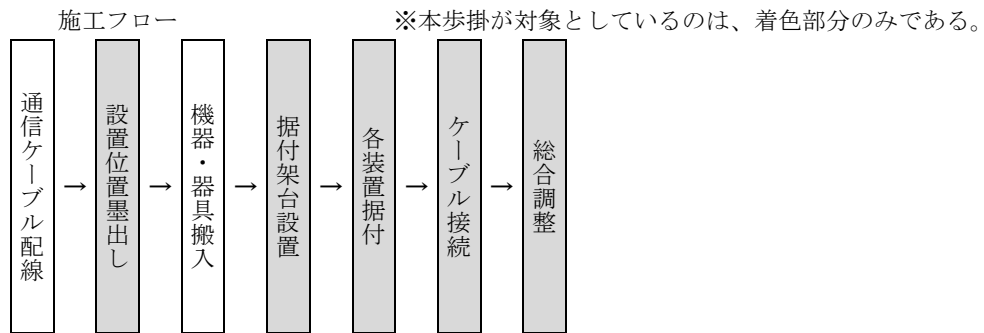 施工フロー
※本歩掛が対象としているのは、着色部分のみである。
通信ケーブル配線
→
設置位置墨出し
→
機器・器具搬入
→
据付架台設置
→
各装置据付
→
ケーブル接続
→
総合調整